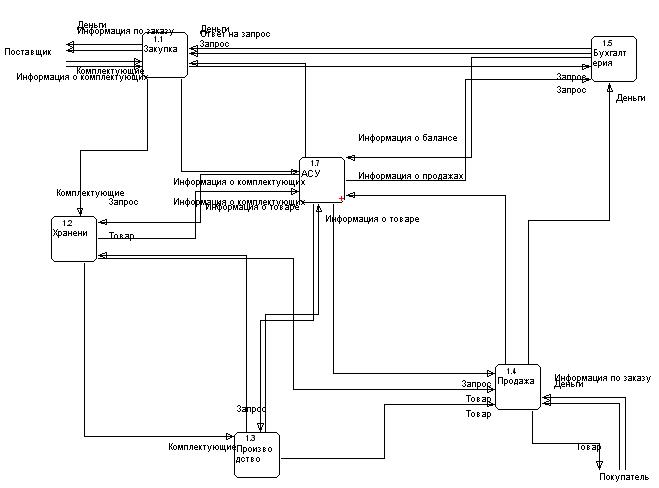 Деньги
Информация по заказу
1.1
Закупка
Деньги
Ответ на запрос
Запрос
1.5
Бухгалт
ерия
Поставщик
Комплектующие
Информация о комплектующих
Запрос
Запрос
Деньги
Информация о балансе
1.7
АСУ
Информация о продажах
Информация о комплектующих
Комплектующие
Запрос
Информация о комплектующих
Информация о товаре
Информация о товаре
1.2
Хранени
Товар
1.4
Продажа
Информация по заказу
Деньги
Запрос
Товар
Товар
Запрос
1.3
Произво
дство
Комплектующие
Товар
Покупатель